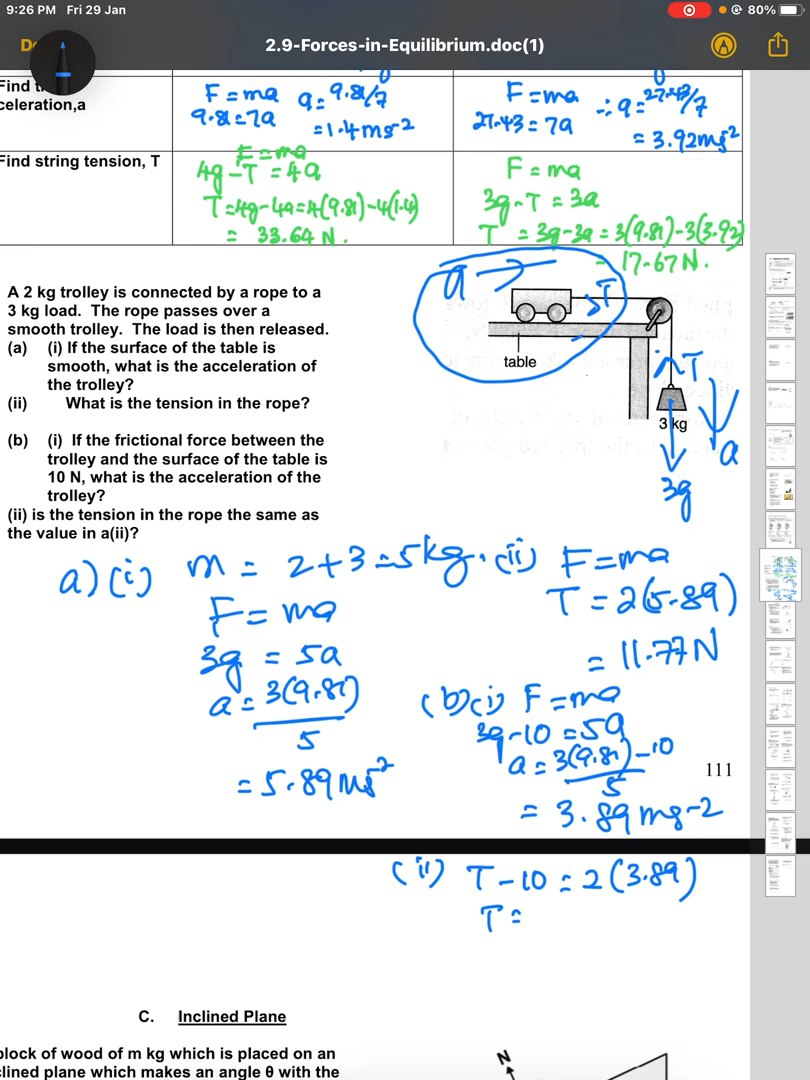 9:26 PM Fri 29 Jan
80%
2.9-Forces-in-Equilibrium.doc(1)
Find
celeration,a
F = ma
9.81 = 7a
a = 9.81/7
= 1.4 ms-2
F = ma
27.43 = 7a
∴ a = 27.43/7
= 3.92 ms-2
Find string tension, T
F = ma
4g - T = 4a
T = 4g - 4a = 4(9.81) - 4(1.4)
= 33.64 N.
F = ma
3g - T = 3a
T = 3g - 3a = 3(9.81) - 3(3.92)
= 17.67 N.
A 2 kg trolley is connected by a rope to a
3 kg load. The rope passes over a
smooth trolley. The load is then released.
(a) (i) If the surface of the table is
smooth, what is the acceleration of
the trolley?
(ii) What is the tension in the rope?
(b) (i) If the frictional force between the
trolley and the surface of the table is
10 N, what is the acceleration of the
trolley?
(ii) is the tension in the rope the same as
the value in a(ii)?
a
T
table
T
3 kg
a
3g
a) (i) m = 2 + 3 = 5 kg.
F = ma
3g = 5a
a = 3(9.81)
5
= 5.89 ms-2
(ii) F = ma
T = 2(5.89)
= 11.77 N
(b)(i) F = ma
3g - 10 = 5a
a = 3(9.81) - 10
5
= 3.89 ms-2
111
(ii) T - 10 = 2(3.89)
T =
C. Inclined Plane
block of wood of m kg which is placed on an
clined plane which makes an angle θ with the
N